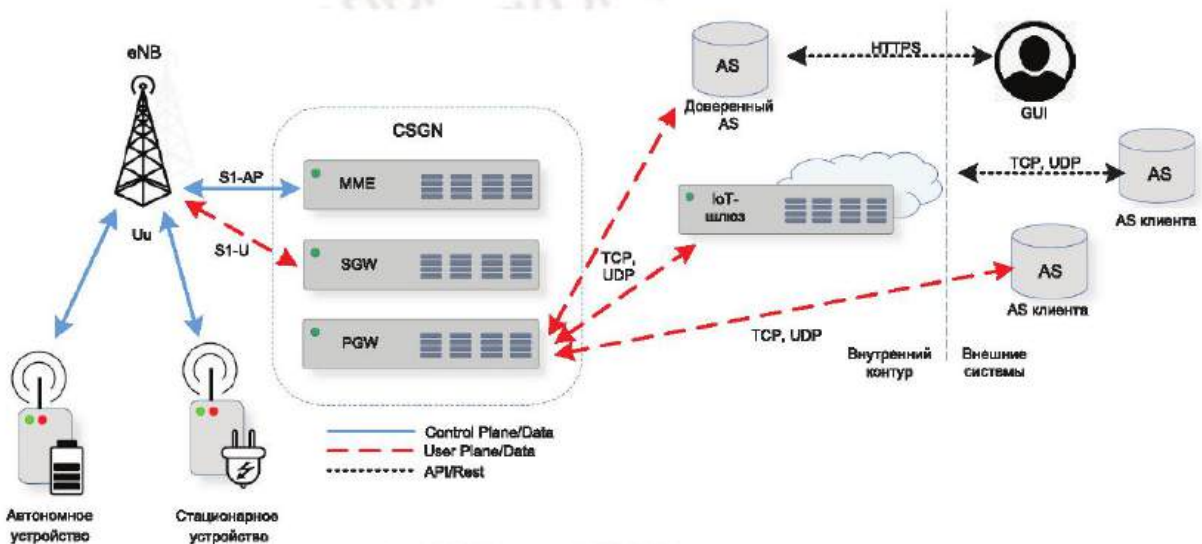 eNB
CSGN
MME
SGW
PGW
S1-AP
S1-U
Uu
AS
Доверенный
AS
HTTPS
GUI
IoT-
шлюз
TCP, UDP
AS
AS клиента
TCP,
UDP
AS
AS клиента
TCP, UDP
Внутренний
контур
Внешние
системы
Control Plane/Data
User Plane/Data
API/Rest
Автономное
устройство
Стационарное
устройство